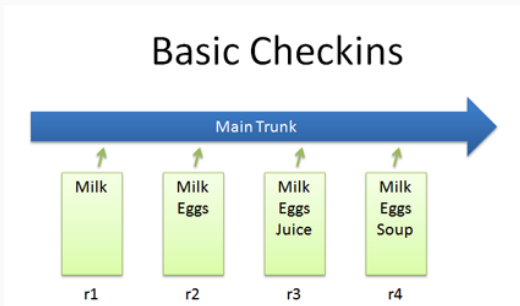 Basic Checkins
Main Trunk
Milk
Milk
Eggs
Milk
Eggs
Juice
Milk
Eggs
Soup
r1
r2
r3
r4